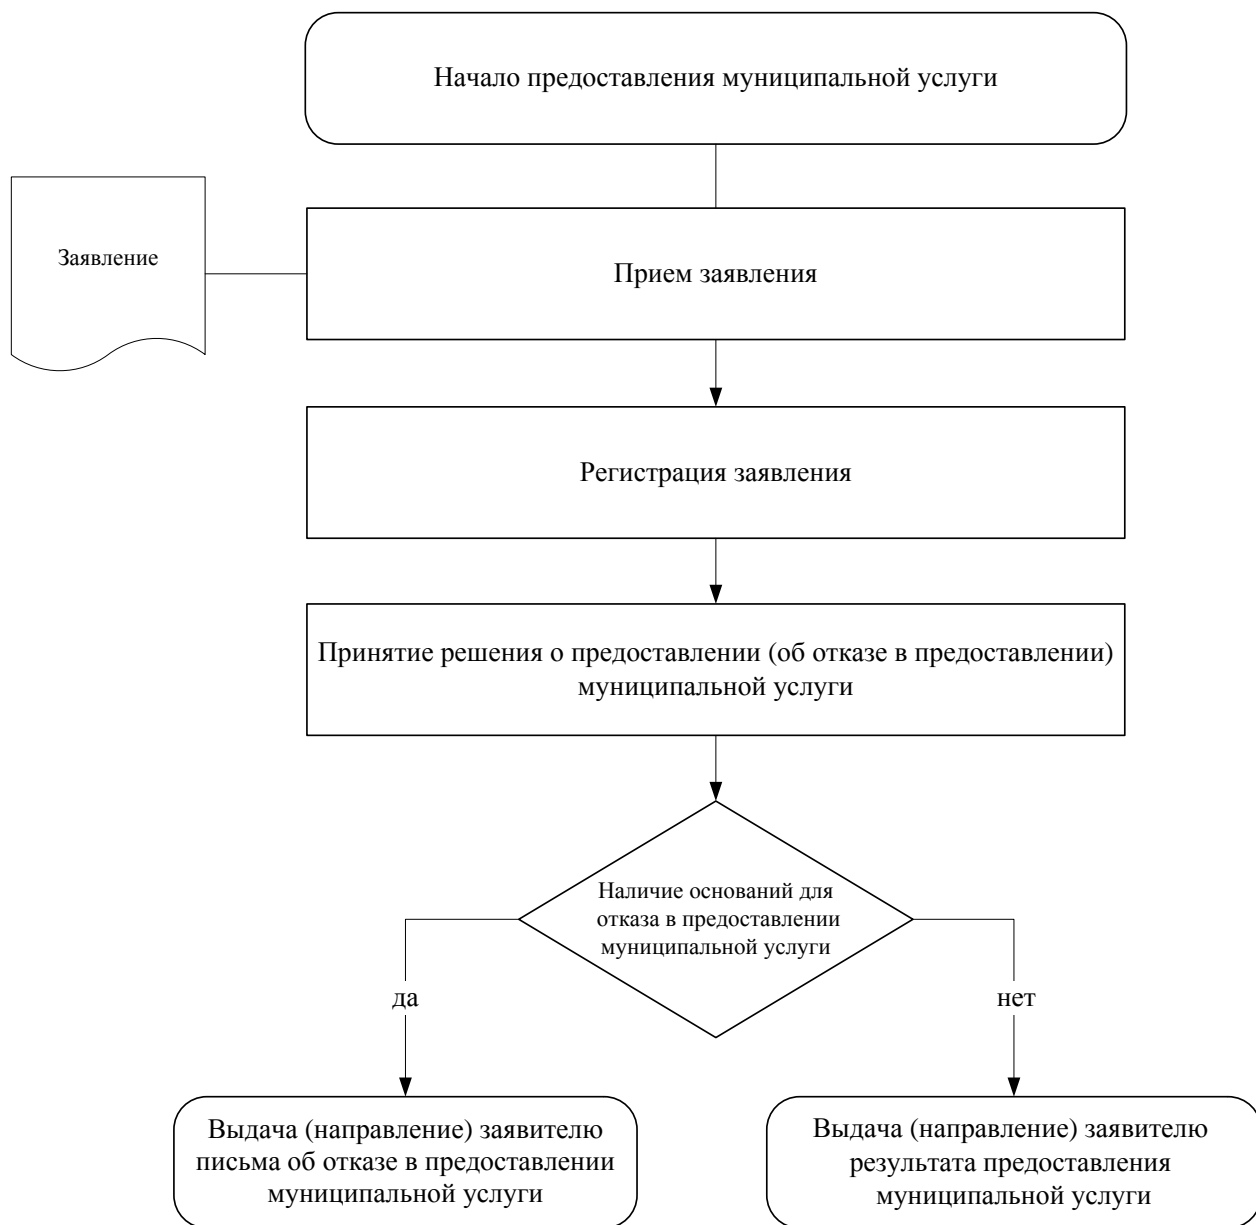 Начало предоставления муниципальной услуги
Заявление
Прием заявления
Регистрация заявления
Принятие решения о предоставлении (об отказе в предоставлении)
муниципальной услуги
Наличие оснований для
отказа в предоставлении
муниципальной услуги
да
нет
Выдача (направление) заявителю
письма об отказе в предоставлении
муниципальной услуги
Выдача (направление) заявителю
результата предоставления
муниципальной услуги